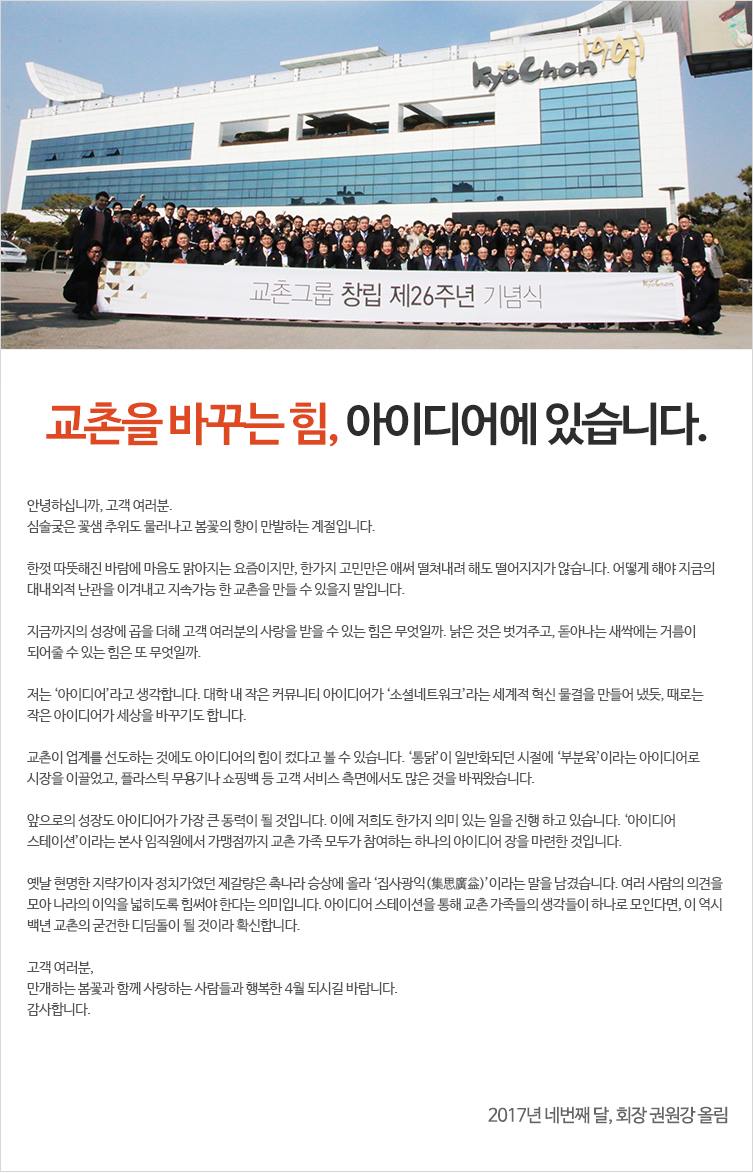 KyoChon
1991
교촌그룹 창립 제26주년 기념식
KyoChon
교촌을 바꾸는 힘, 아이디어에 있습니다.
안녕하십니까, 고객 여러분.
심술궂은 꽃샘 추위도 물러나고 봄꽃의 향이 만발하는 계절입니다.
한껏 따뜻해진 바람에 마음도 맑아지는 요즘이지만, 한가지 고민만은 애써 떨쳐내려 해도 떨어지지가 않습니다. 어떻게 해야 지금의
대내외적 난관을 이겨내고 지속가능 한 교촌을 만들 수 있을지 말입니다.
지금까지의 성장에 곱을 더해 고객 여러분의 사랑을 받을 수 있는 힘은 무엇일까. 낡은 것은 벗겨주고, 돋아나는 새싹에는 거름이
되어줄 수 있는 힘은 또 무엇일까.
저는 ‘아이디어’라고 생각합니다. 대학 내 작은 커뮤니티 아이디어가 ‘소셜네트워크’라는 세계적 혁신 물결을 만들어 냈듯, 때로는
작은 아이디어가 세상을 바꾸기도 합니다.
교촌이 업계를 선도하는 것에도 아이디어의 힘이 컸다고 볼 수 있습니다. ‘통닭’이 일반화되던 시절에 ‘부분육’이라는 아이디어로
시장을 이끌었고, 플라스틱 무용기나 쇼핑백 등 고객 서비스 측면에서도 많은 것을 바꿔왔습니다.
앞으로의 성장도 아이디어가 가장 큰 동력이 될 것입니다. 이에 저희도 한가지 의미 있는 일을 진행 하고 있습니다. ‘아이디어
스테이션’이라는 본사 임직원에서 가맹점까지 교촌 가족 모두가 참여하는 하나의 아이디어 장을 마련한 것입니다.
옛날 현명한 지략가이자 정치가였던 제갈량은 촉나라 승상에 올라 ‘집사광익(集思廣益)’이라는 말을 남겼습니다. 여러 사람의 의견을
모아 나라의 이익을 넓히도록 힘써야 한다는 의미입니다. 아이디어 스테이션을 통해 교촌 가족들의 생각들이 하나로 모인다면, 이 역시
백년 교촌의 굳건한 디딤돌이 될 것이라 확신합니다.
고객 여러분,
만개하는 봄꽃과 함께 사랑하는 사람들과 행복한 4월 되시길 바랍니다.
감사합니다.
2017년 네번째 달, 회장 권원강 올림